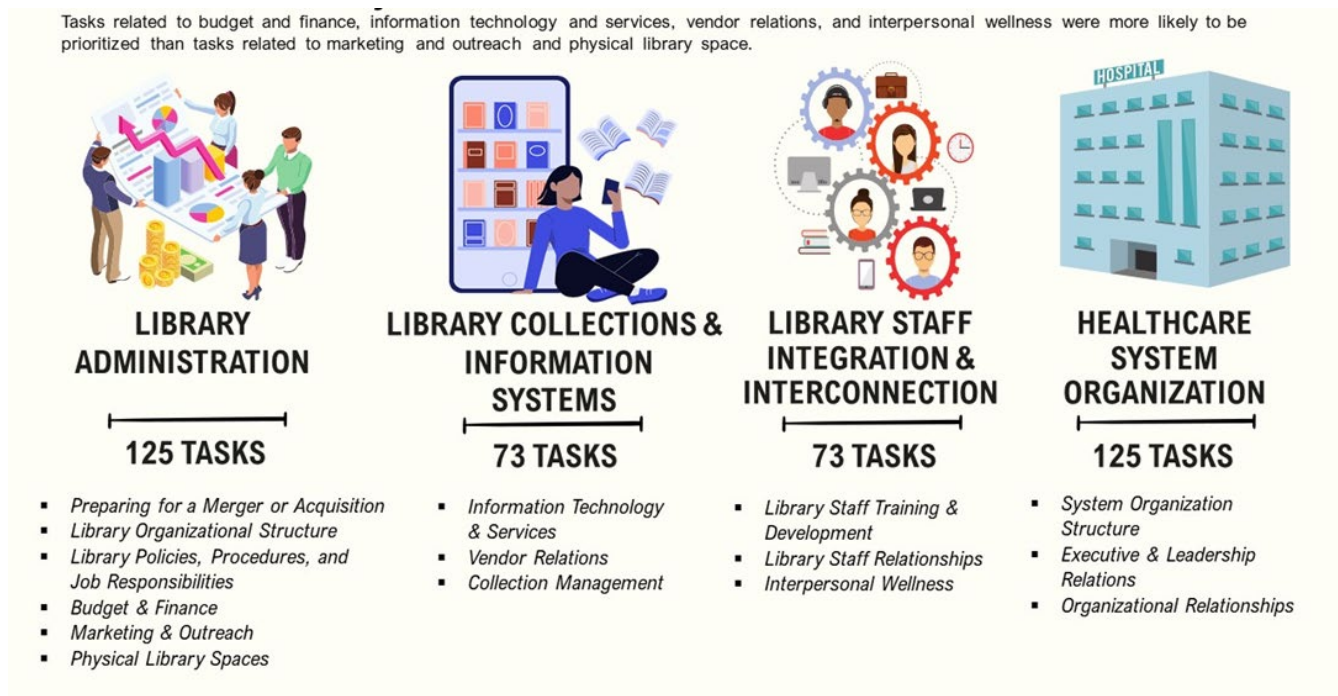 Tasks related to budget and finance, information technology and services, vendor relations, and interpersonal wellness were more likely to be
prioritized than tasks related to marketing and outreach and physical library space.
HOSPITAL
LIBRARY
ADMINISTRATION
125 TASKS
▪ Preparing for a Merger or Acquisition
▪ Library Organizational Structure
▪ Library Policies, Procedures, and
Job Responsibilities
▪ Budget & Finance
▪ Marketing & Outreach
▪ Physical Library Spaces
LIBRARY COLLECTIONS &
INFORMATION
SYSTEMS
73 TASKS
▪ Information Technology
& Services
▪ Vendor Relations
▪ Collection Management
LIBRARY STAFF
INTEGRATION &
INTERCONNECTION
73 TASKS
▪ Library Staff Training &
Development
▪ Library Staff Relationships
▪ Interpersonal Wellness
HEALTHCARE
SYSTEM
ORGANIZATION
125 TASKS
▪ System Organization
Structure
▪ Executive & Leadership
Relations
▪ Organizational Relationships